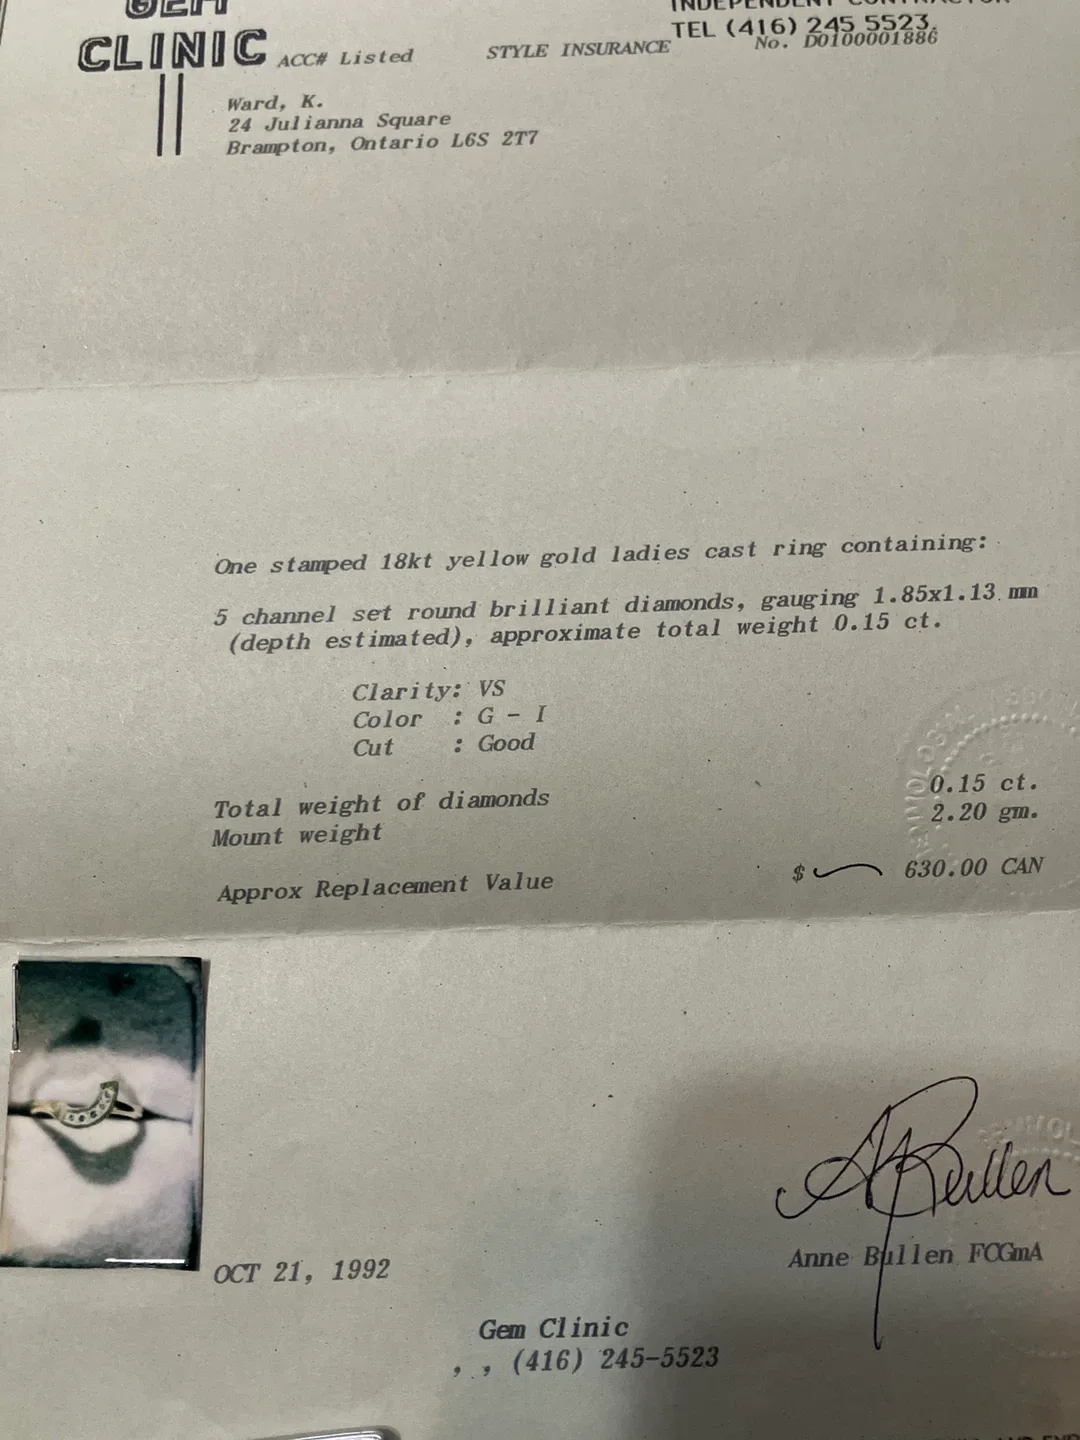 GEM
CLINIC
INDEPENDENT CONTRACTOR
TEL (416) 245 5523.
ACC# Listed STYLE INSURANCE No. D0100001886
Ward, K.
24 Julianna Square
Brampton, Ontario L6S 2T7
One stamped 18kt yellow gold ladies cast ring containing:
5 channel set round brilliant diamonds, gauging 1.85x1.13 mm
(depth estimated), approximate total weight 0.15 ct.
Clarity: VS
Color : G - I
Cut : Good
Total weight of diamonds 0.15 ct.
Mount weight 2.20 gm.
Approx Replacement Value $ 630.00 CAN
A Bullen
Anne Bullen FCGmA
OCT 21, 1992
Gem Clinic
, , (416) 245-5523